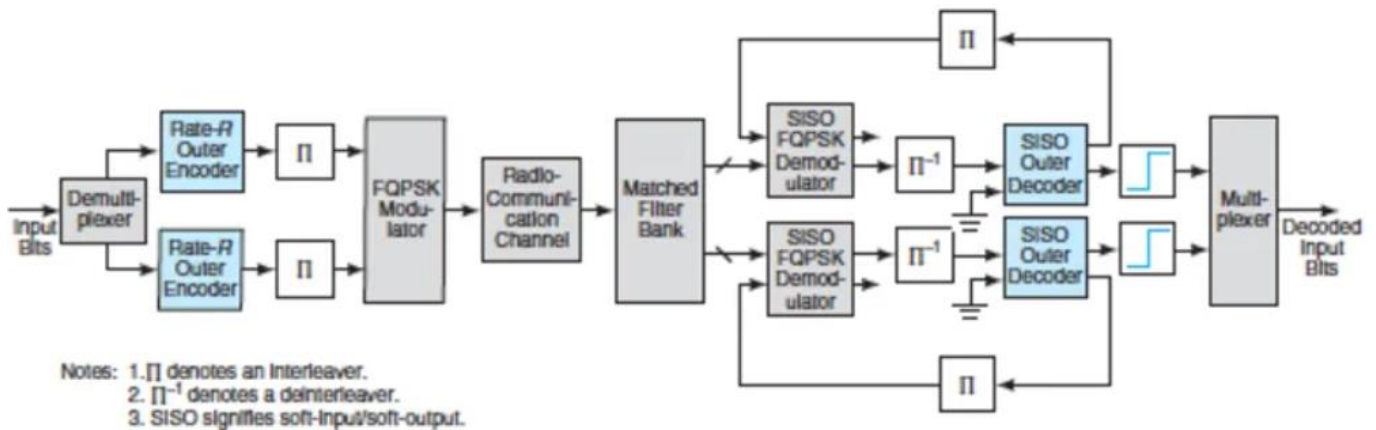 Π
Rate-R
Outer
Encoder
Π
Demulti-
plexer
Input
Bits
Rate-R
Outer
Encoder
Π
FQPSK
Modu-
lator
Radio-
Communi-
cation
Channel
Matched
Filter
Bank
SISO
FQPSK
Demod-
ulator
Π⁻¹
SISO
Outer
Decoder
SISO
FQPSK
Demod-
ulator
Π⁻¹
SISO
Outer
Decoder
Multi-
plexer
Decoded
Input
Bits
Π
Notes: 1. Π denotes an interleaver.
2. Π⁻¹ denotes a deinterleaver.
3. SISO signifies soft-input/soft-output.